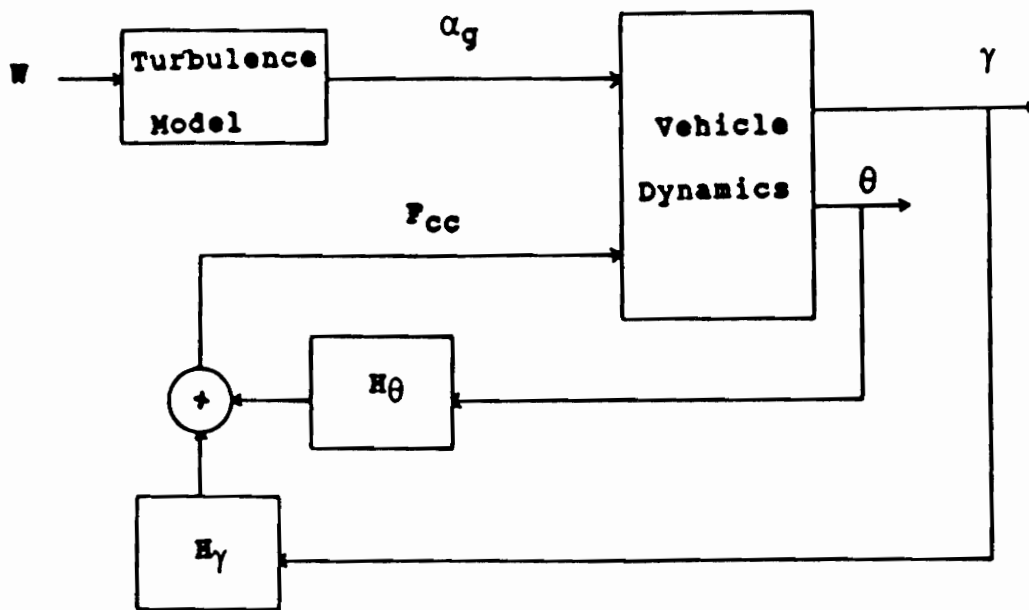 W
Turbulence
Model
αg
Vehicle
Dynamics
γ
θ
Fcc
+
Hθ
Hγ